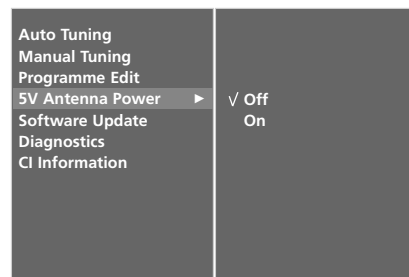 Auto Tuning
Manual Tuning
Programme Edit
5V Antenna Power ► √ Off
Software Update On
Diagnostics
CI Information